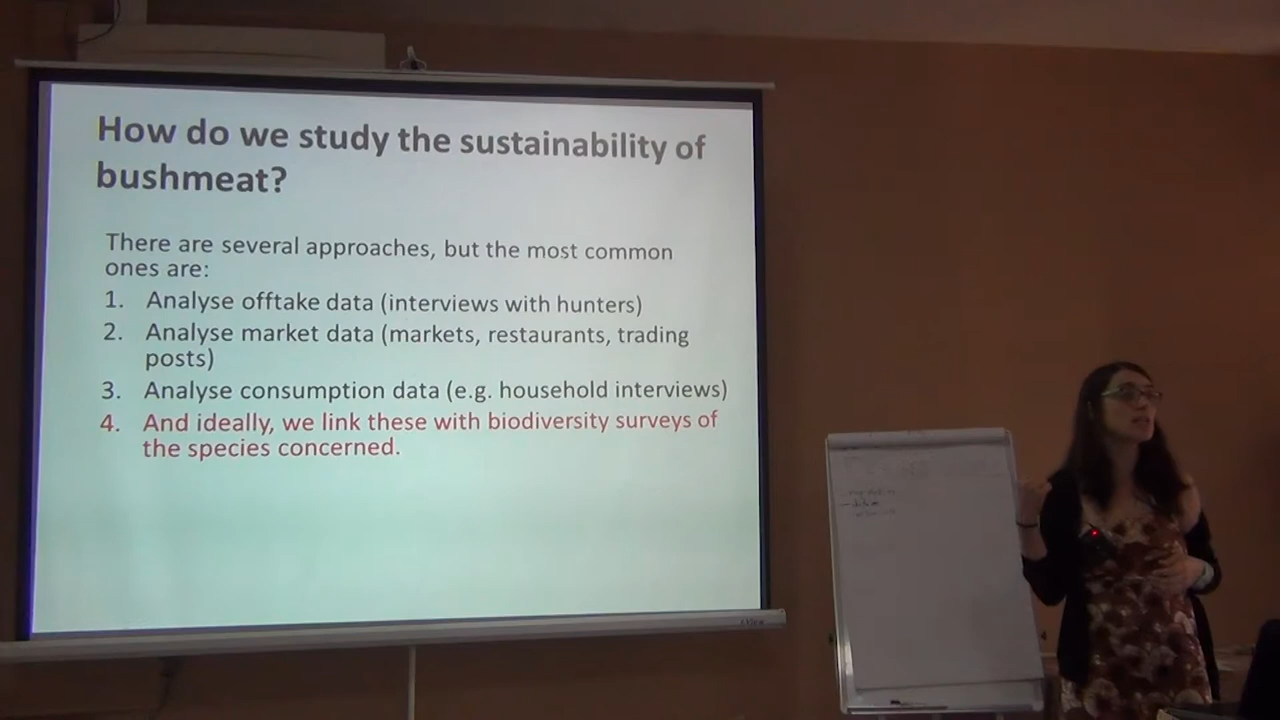 How do we study the sustainability of
bushmeat?
There are several approaches, but the most common
ones are:
1. Analyse offtake data (interviews with hunters)
2. Analyse market data (markets, restaurants, trading
posts)
3. Analyse consumption data (e.g. household interviews)
4. And ideally, we link these with biodiversity surveys of
the species concerned.